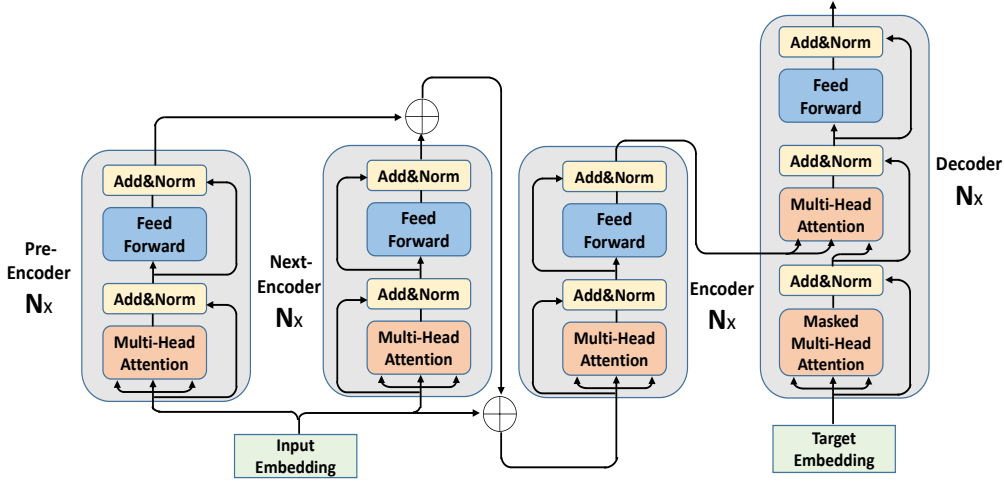 Pre-
Encoder
Nx
Add&Norm
Feed
Forward
Add&Norm
Multi-Head
Attention
Next-
Encoder
Nx
Add&Norm
Feed
Forward
Add&Norm
Multi-Head
Attention
Input
Embedding
Add&Norm
Feed
Forward
Add&Norm
Multi-Head
Attention
Encoder
Nx
Add&Norm
Feed
Forward
Add&Norm
Multi-Head
Attention
Add&Norm
Masked
Multi-Head
Attention
Target
Embedding
Decoder
Nx